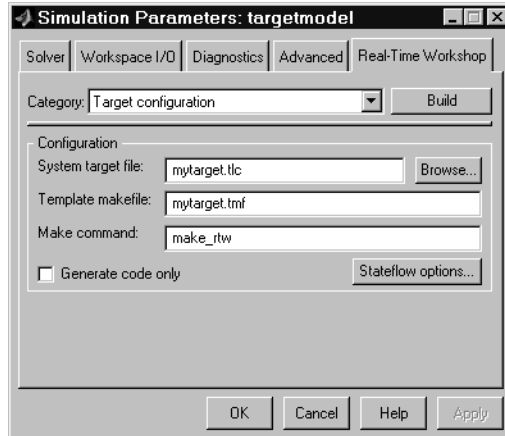 Simulation Parameters: targetmodel
Solver Workspace I/O Diagnostics Advanced Real-Time Workshop
Category: Target configuration Build
Configuration
System target file: mytarget.tlc Browse...
Template makefile: mytarget.tmf
Make command: make_rtw
Generate code only Stateflow options...
OK Cancel Help Apply